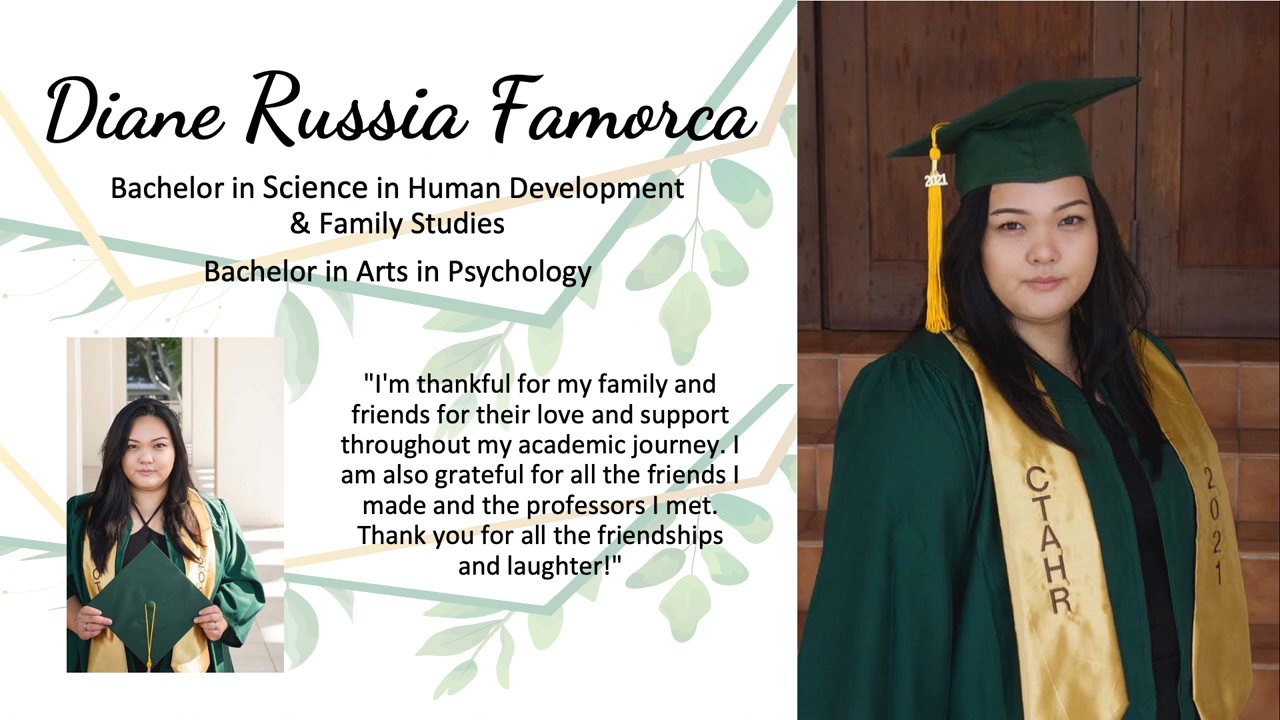 Diane Russia Famorca
Bachelor in Science in Human Development
& Family Studies
Bachelor in Arts in Psychology
"I'm thankful for my family and
friends for their love and support
throughout my academic journey. I
am also grateful for all the friends I
made and the professors I met.
Thank you for all the friendships
and laughter!"
2021
CTAHR
2021